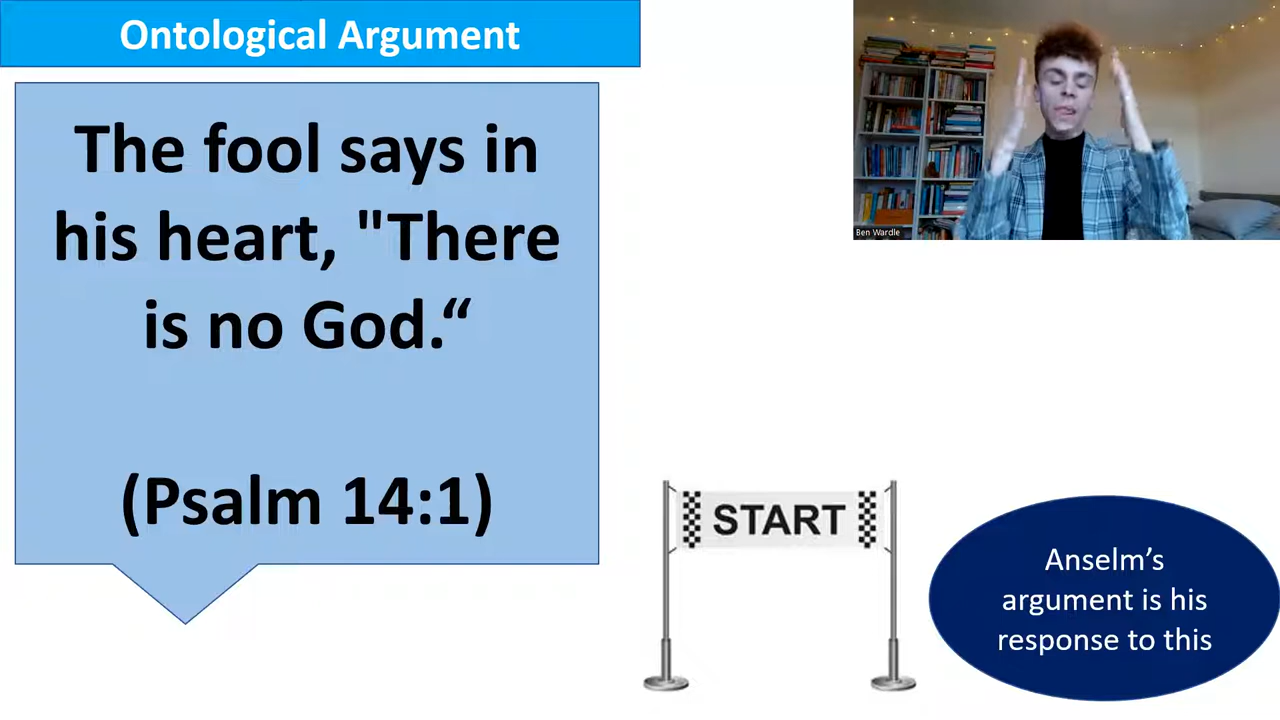 Ontological Argument
The fool says in
his heart, "There
is no God.“
(Psalm 14:1)
Ben Wardle
START
Anselm’s
argument is his
response to this